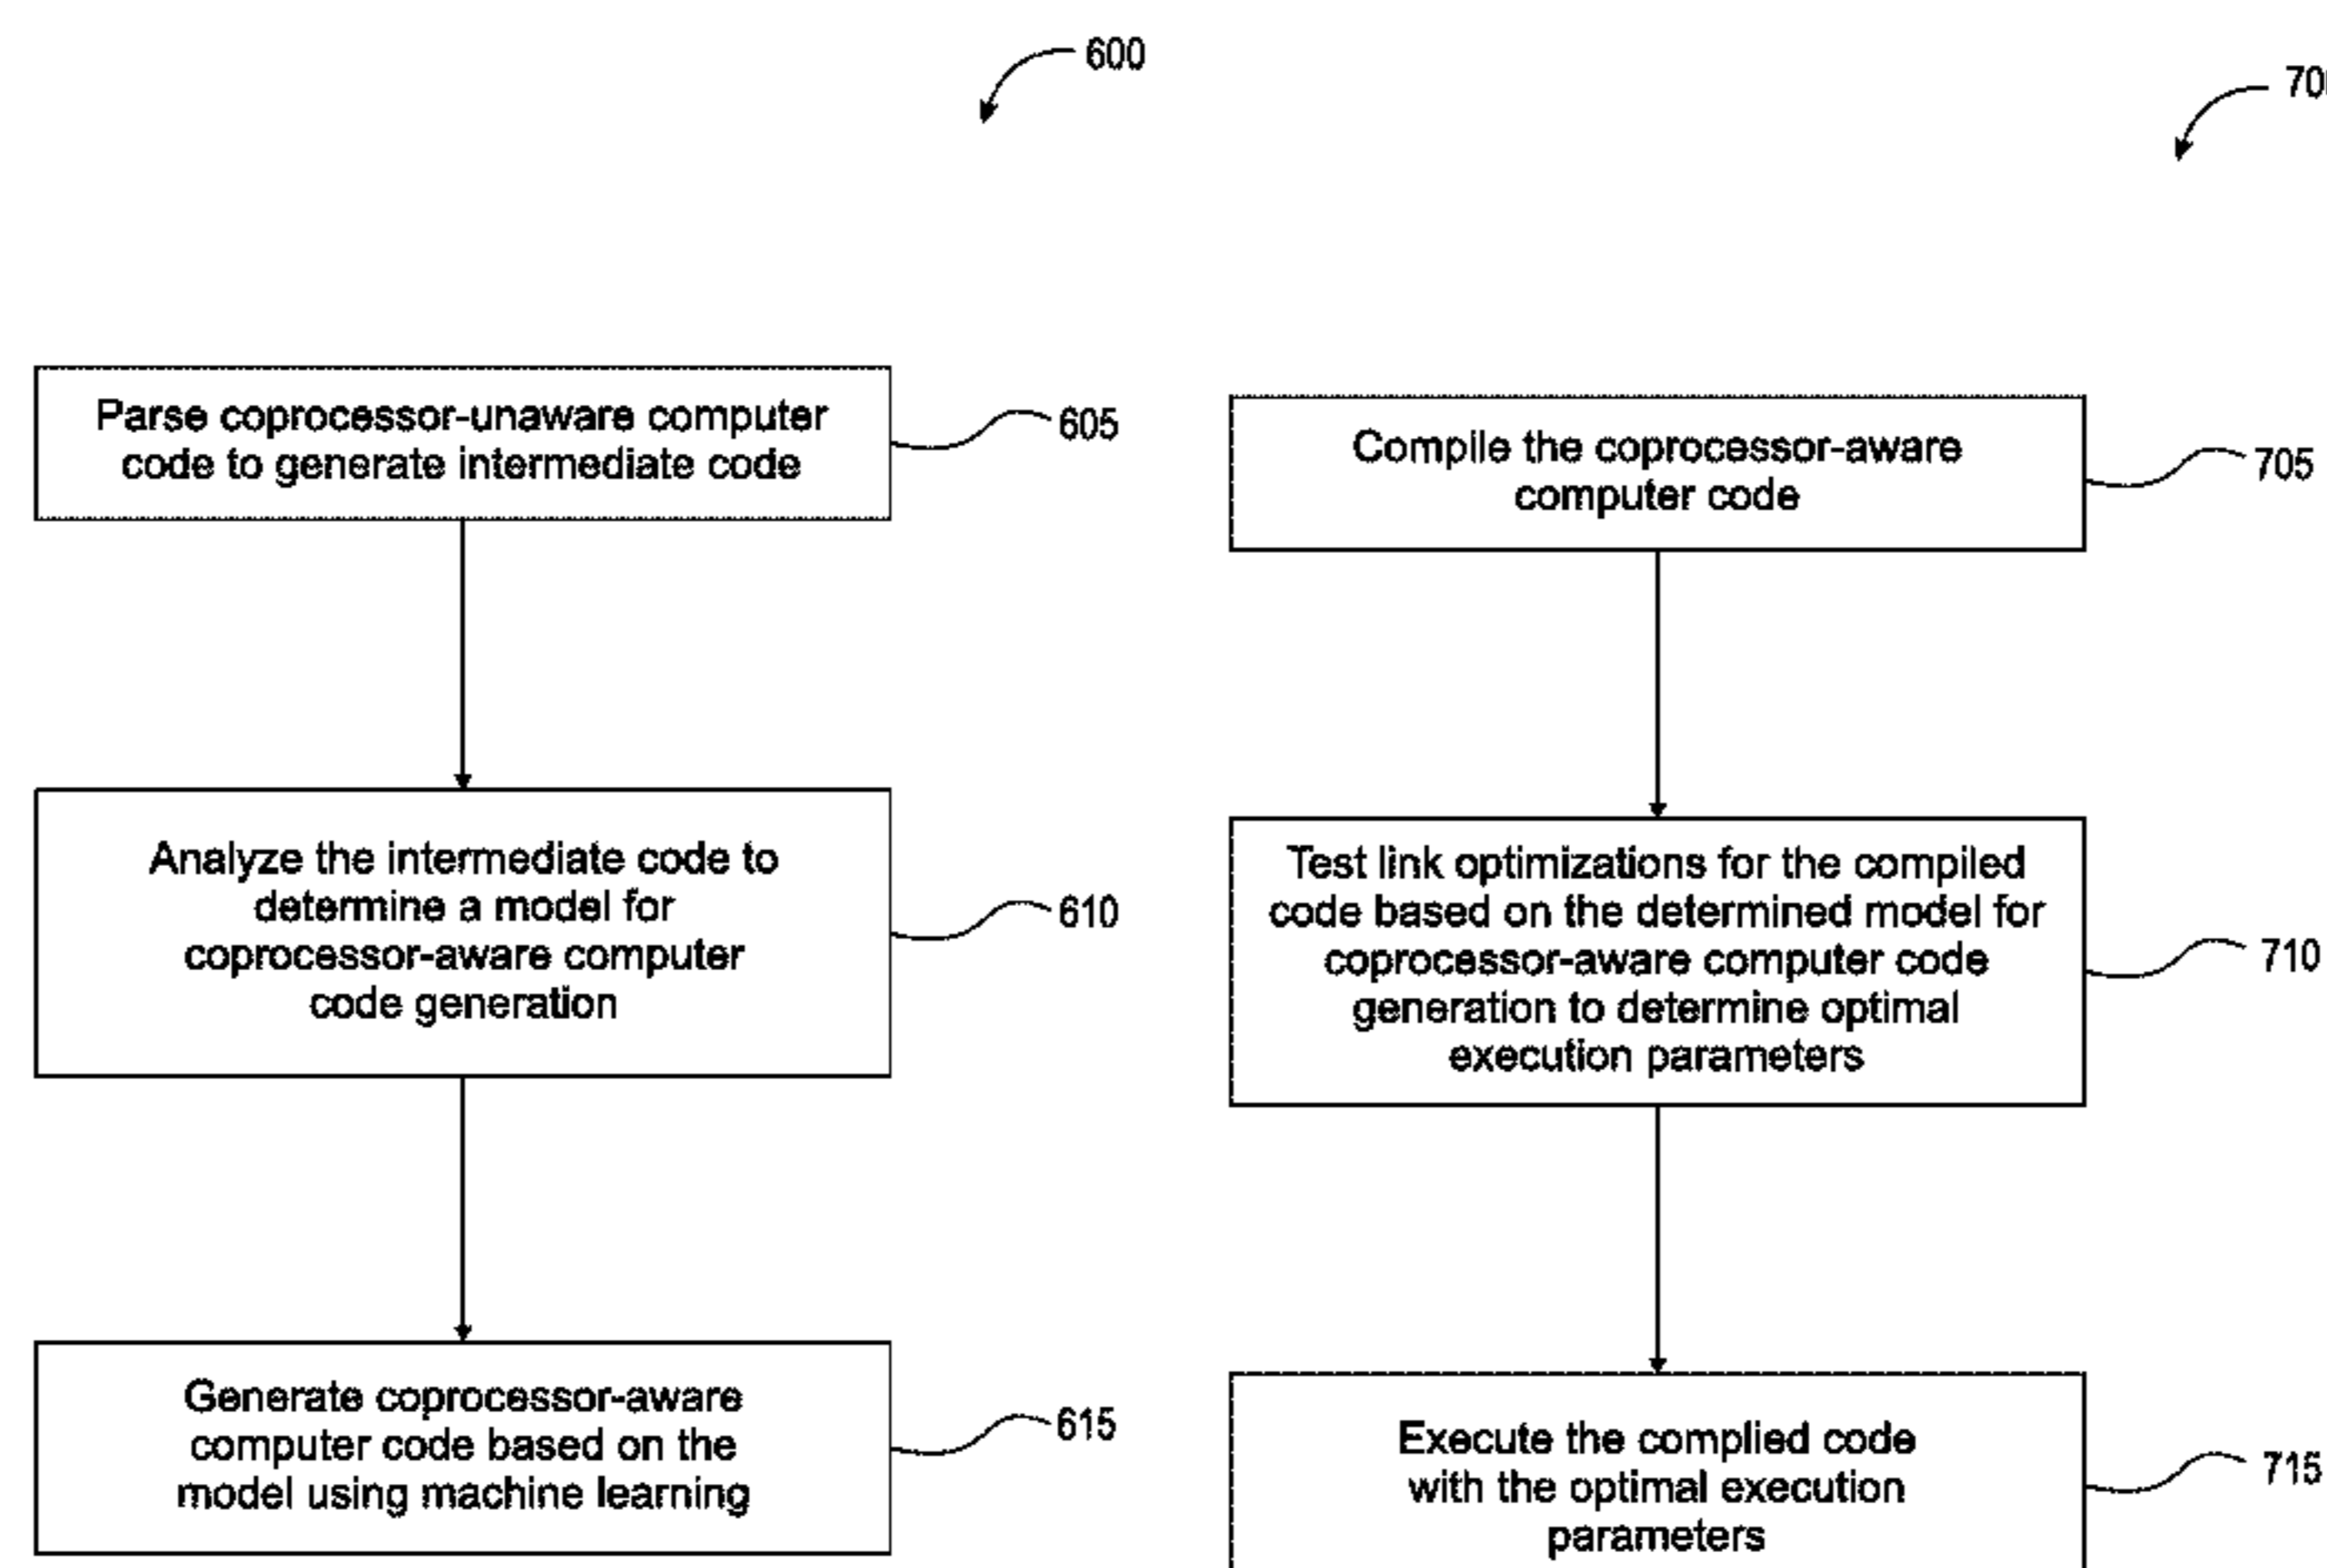 600
Parse coprocessor-unaware computer
code to generate intermediate code
605
Analyze the intermediate code to
determine a model for
coprocessor-aware computer
code generation
610
Generate coprocessor-aware
computer code based on the
model using machine learning
615
Compile the coprocessor-aware
computer code
705
Test link optimizations for the compiled
code based on the determined model for
coprocessor-aware computer code
generation to determine optimal
execution parameters
710
Execute the complied code
with the optimal execution
parameters
715